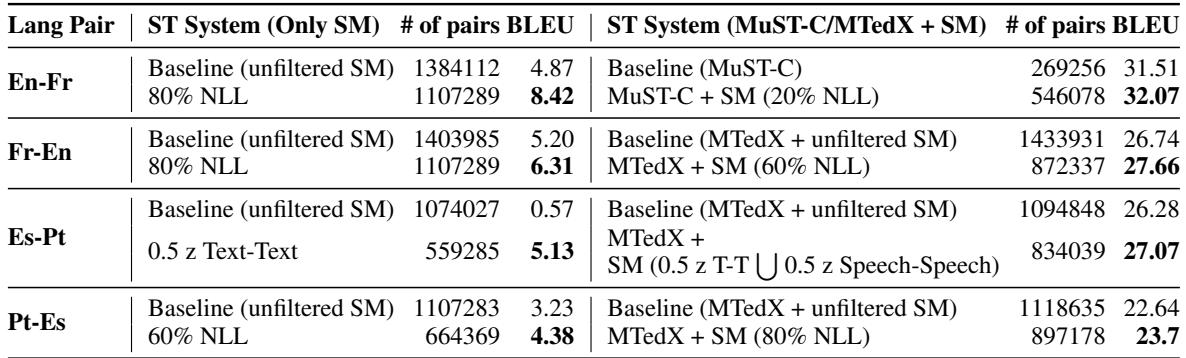 Lang Pair ST System (Only SM) # of pairs BLEU ST System (MuST-C/MTedX + SM) # of pairs BLEU
En-Fr Baseline (unfiltered SM) 1384112 4.87 Baseline (MuST-C) 269256 31.51
80% NLL 1107289 8.42 MuST-C + SM (20% NLL) 546078 32.07
Fr-En Baseline (unfiltered SM) 1403985 5.20 Baseline (MTedX + unfiltered SM) 1433931 26.74
80% NLL 1107289 6.31 MTedX + SM (60% NLL) 872337 27.66
Es-Pt Baseline (unfiltered SM) 1074027 0.57 Baseline (MTedX + unfiltered SM) 1094848 26.28
0.5 z Text-Text 559285 5.13 MTedX +
SM (0.5 z T-T ⋃ 0.5 z Speech-Speech) 834039 27.07
Pt-Es Baseline (unfiltered SM) 1107283 3.23 Baseline (MTedX + unfiltered SM) 1118635 22.64
60% NLL 664369 4.38 MTedX + SM (80% NLL) 897178 23.7